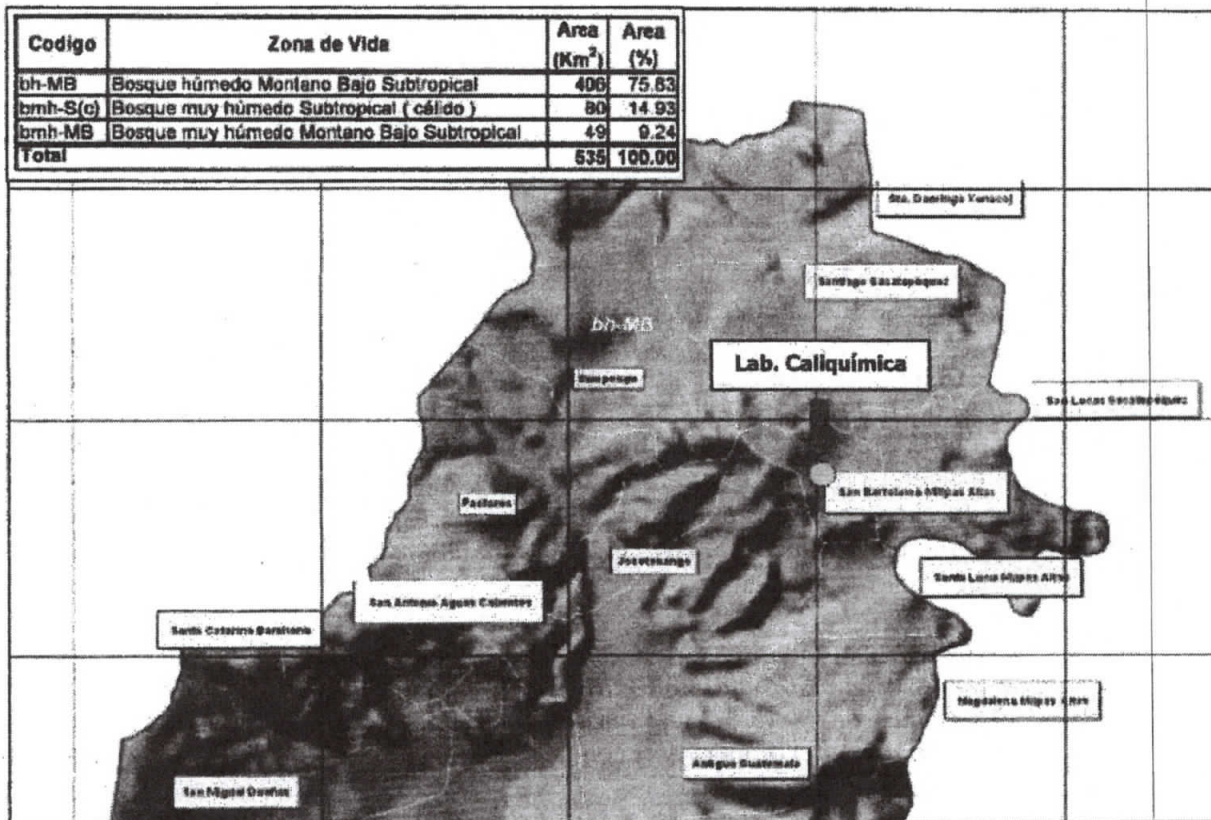 Codigo Zona de Vida Area (Km²) Area (%)
bh-MB Bosque húmedo Montano Bajo Subtropical 406 75.83
bmh-S(c) Bosque muy húmedo Subtropical ( cálido ) 80 14.93
bmh-MB Bosque muy húmedo Montano Bajo Subtropical 49 9.24
Total 535 100.00
Sto. Domingo Xenacoj
Santiago Sacatepéquez
bh-MB
Lab. Caliquímica
Sumpango
San Lucas Sacatepéquez
San Bartolomé Milpas Altas
Pastores
Jocotenango
Santa Lucia Milpas Altas
San Antonio Aguas Calientes
Santa Catarina Barahona
Magdalena Milpas Altas
Antigua Guatemala
San Miguel Dueñas